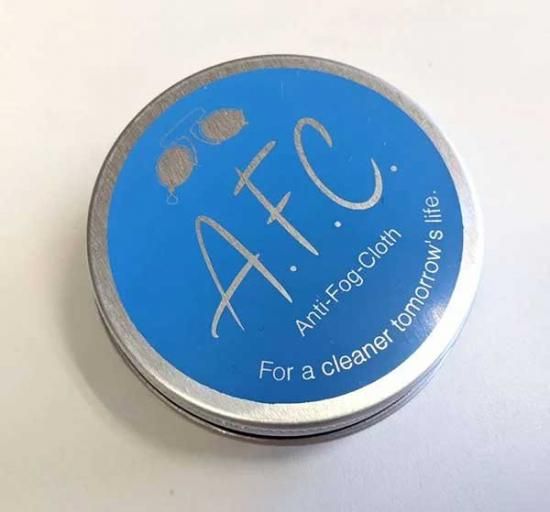 A.F.C.
Anti-Fog-Cloth
For a cleaner tomorrow's life.